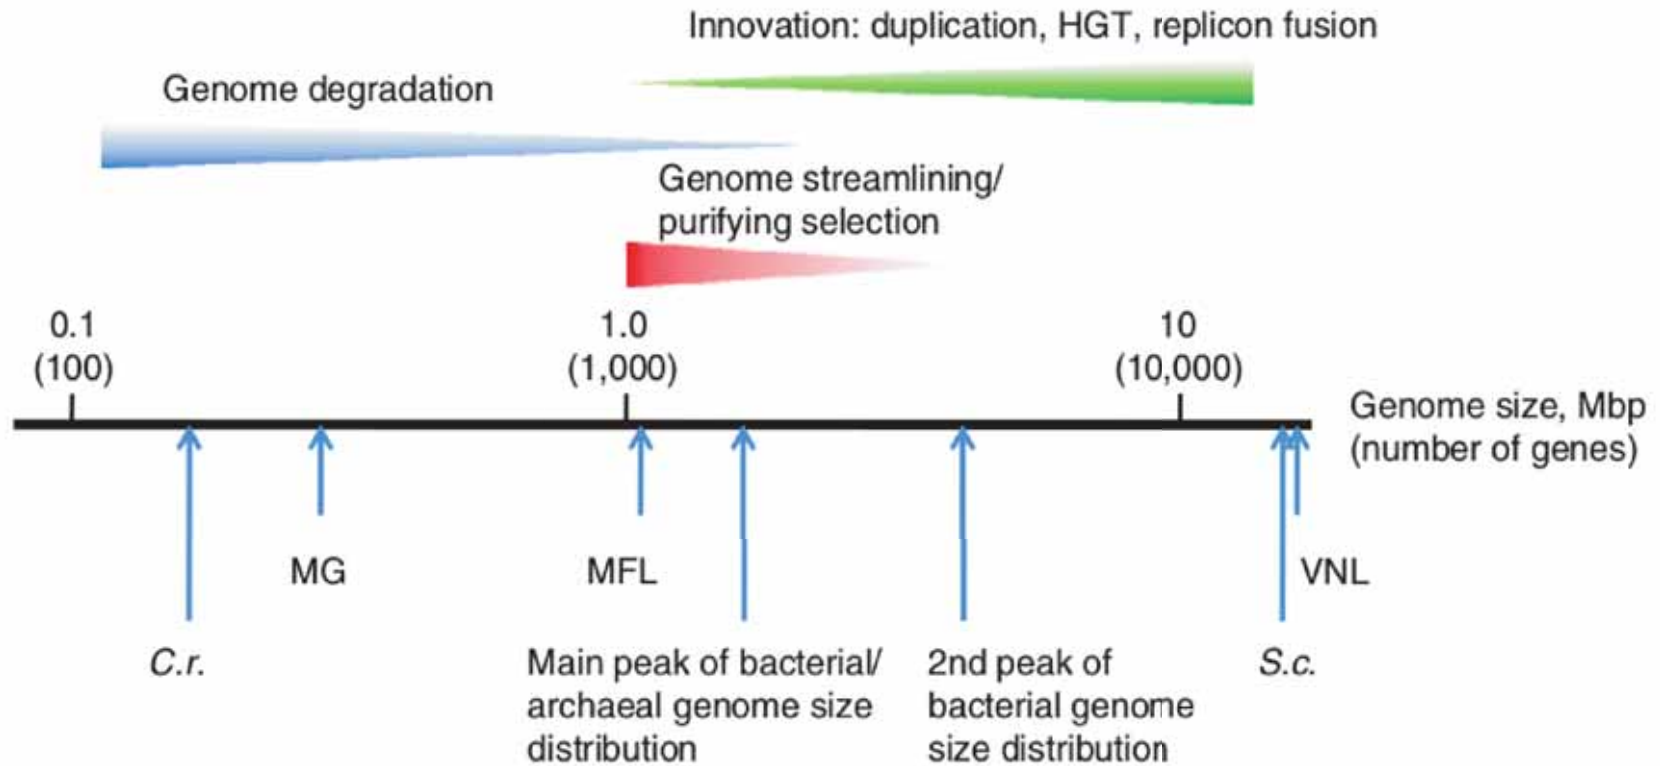 Innovation: duplication, HGT, replicon fusion
Genome degradation
Genome streamlining/
purifying selection
0.1
(100)
1.0
(1,000)
10
(10,000)
Genome size, Mbp
(number of genes)
MG
MFL
VNL
C.r.
Main peak of bacterial/
archaeal genome size
distribution
2nd peak of
bacterial genome
size distribution
S.c.